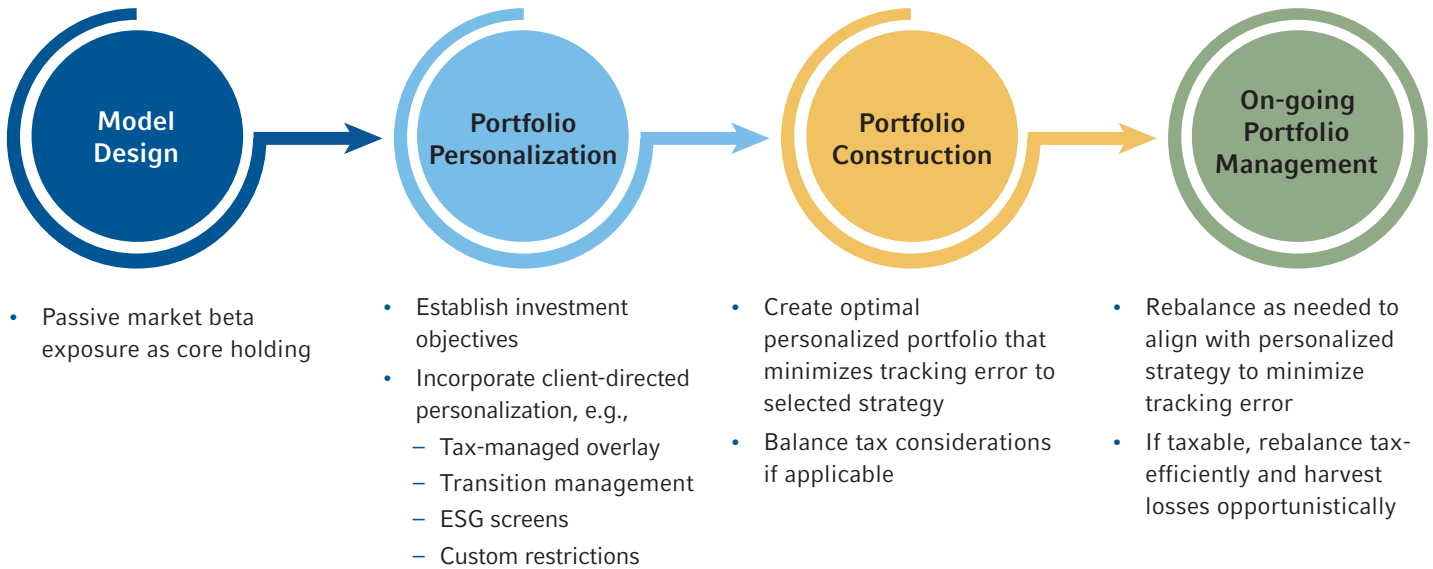 Model
Design
Portfolio
Personalization
Portfolio
Construction
On-going
Portfolio
Management
• Passive market beta
exposure as core holding
• Establish investment
objectives
• Incorporate client-directed
personalization, e.g.,
– Tax-managed overlay
– Transition management
– ESG screens
– Custom restrictions
• Create optimal
personalized portfolio that
minimizes tracking error to
selected strategy
• Balance tax considerations
if applicable
• Rebalance as needed to
align with personalized
strategy to minimize
tracking error
• If taxable, rebalance tax-
efficiently and harvest
losses opportunistically